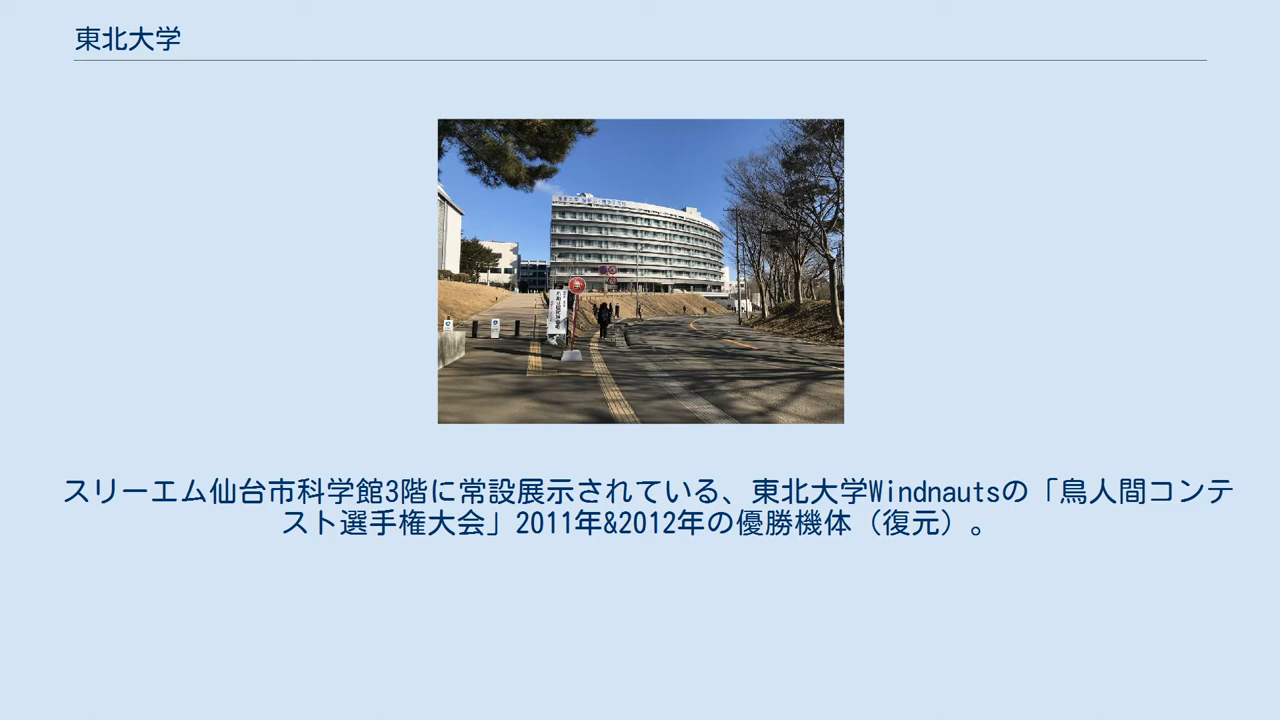 東北大学
スリーエム仙台市科学館3階に常設展示されている、東北大学Windnautsの「鳥人間コンテ
スト選手権大会」2011年&2012年の優勝機体（復元）。